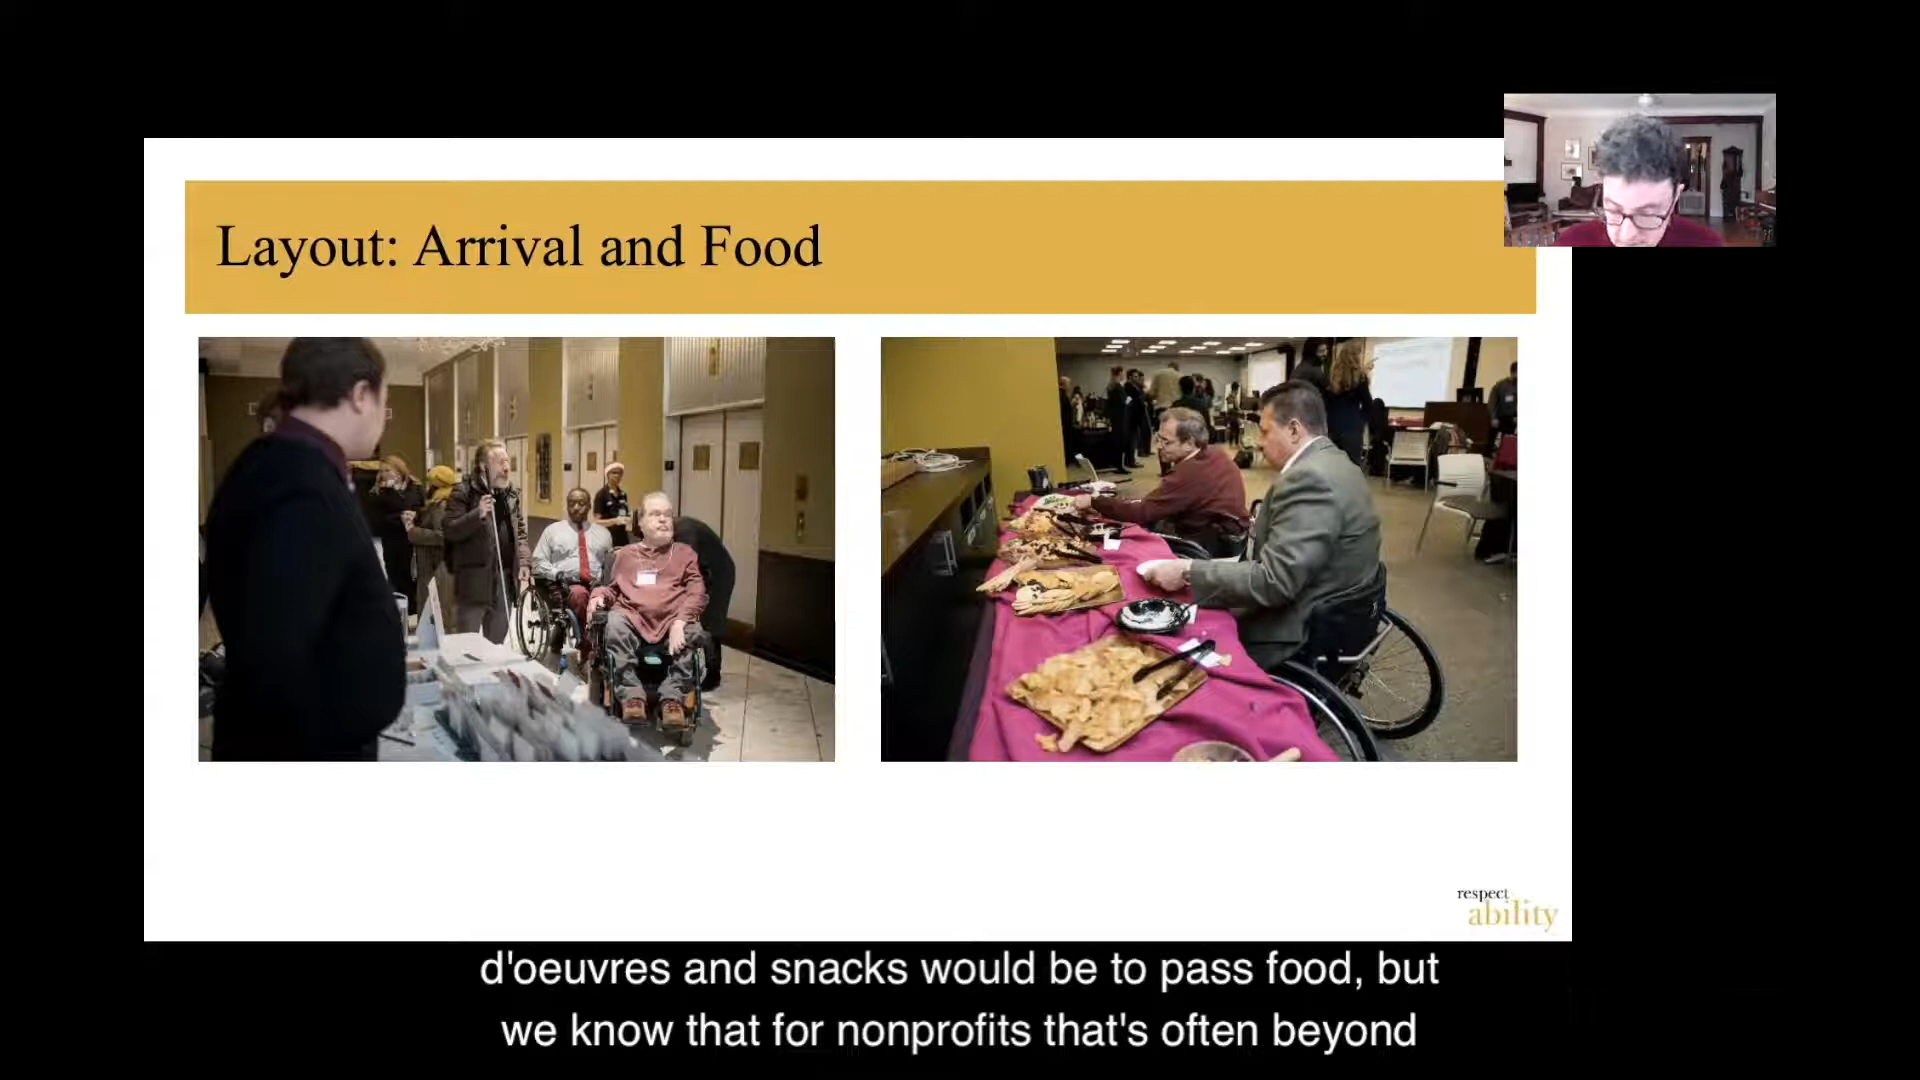 Layout: Arrival and Food
respect
ability
d'oeuvres and snacks would be to pass food, but
we know that for nonprofits that's often beyond